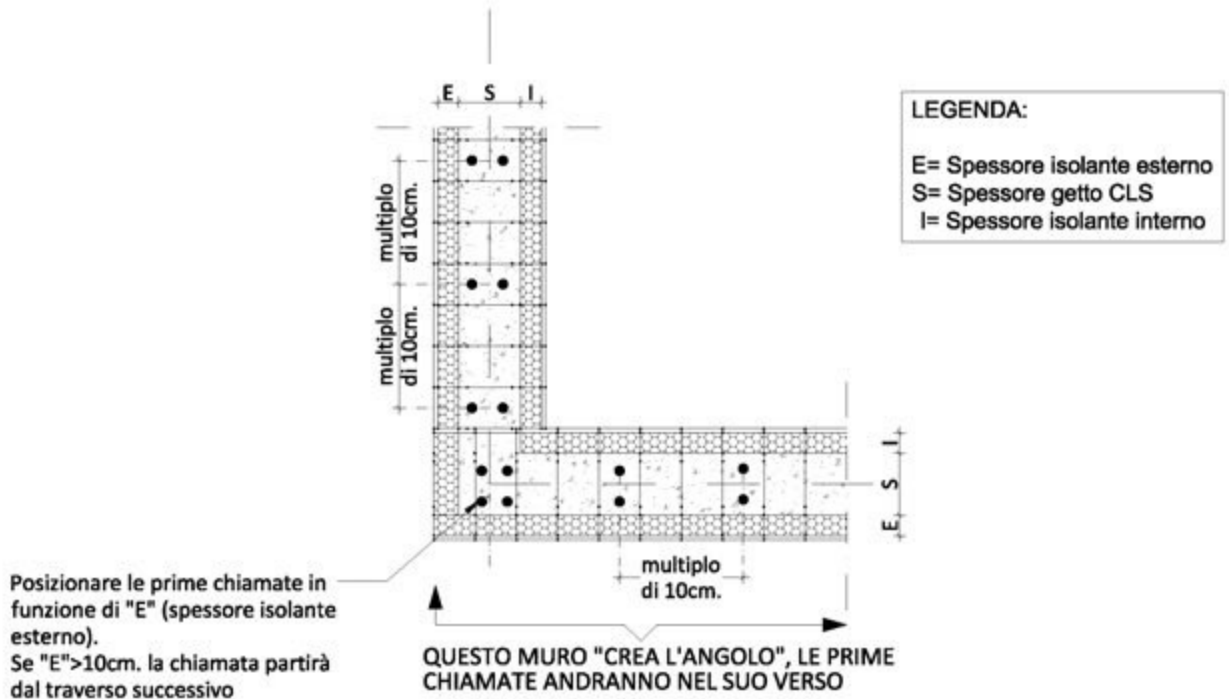 E S I
LEGENDA:
E= Spessore isolante esterno
S= Spessore getto CLS
I= Spessore isolante interno
multiplo
di 10cm.
multiplo
di 10cm.
I
S
E
multiplo
di 10cm.
Posizionare le prime chiamate in
funzione di "E" (spessore isolante
esterno).
Se "E">10cm. la chiamata partirà
dal traverso successivo
QUESTO MURO "CREA L'ANGOLO", LE PRIME
CHIAMATE ANDRANNO NEL SUO VERSO